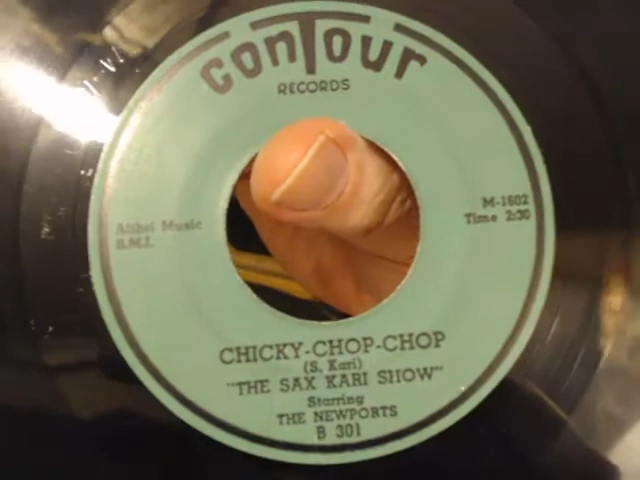 conTour
RECORDS
M-1602
Time 2:30
Alibei Music
B.M.I.
CHICKY-CHOP-CHOP
(S. Kari)
"THE SAX KARI SHOW"
Starring
THE NEWPORTS
B 301